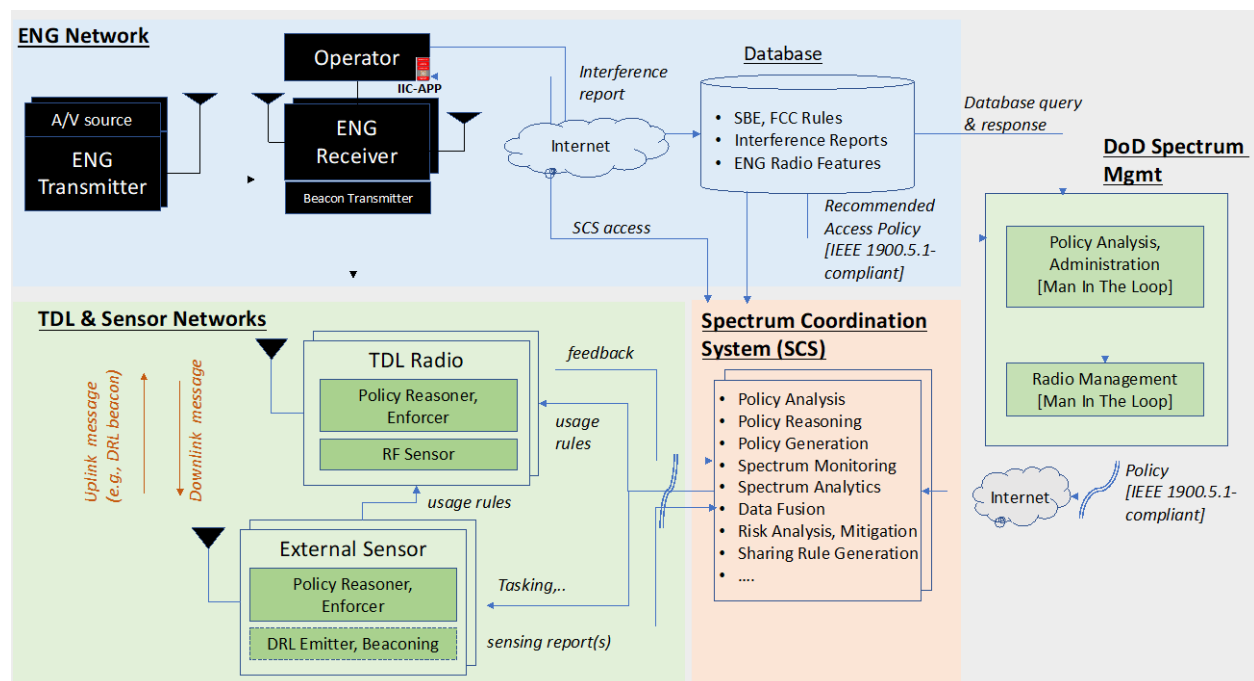 ENG Network
Operator
IIC-APP
A/V source
ENG
Transmitter
ENG
Receiver
Beacon Transmitter
Interference
report
Internet
SCS access
Database
• SBE, FCC Rules
• Interference Reports
• ENG Radio Features
Database query
& response
Recommended
Access Policy
[IEEE 1900.5.1-
compliant]
DoD Spectrum
Mgmt
Policy Analysis,
Administration
[Man In The Loop]
Radio Management
[Man In The Loop]
Internet
Policy
[IEEE 1900.5.1-
compliant]
TDL & Sensor Networks
Uplink message
(e.g., DRL beacon)
Downlink message
TDL Radio
Policy Reasoner,
Enforcer
RF Sensor
feedback
usage
rules
usage rules
External Sensor
Policy Reasoner,
Enforcer
DRL Emitter, Beaconing
Tasking,..
sensing report(s)
Spectrum Coordination
System (SCS)
• Policy Analysis
• Policy Reasoning
• Policy Generation
• Spectrum Monitoring
• Spectrum Analytics
• Data Fusion
• Risk Analysis, Mitigation
• Sharing Rule Generation
• ....